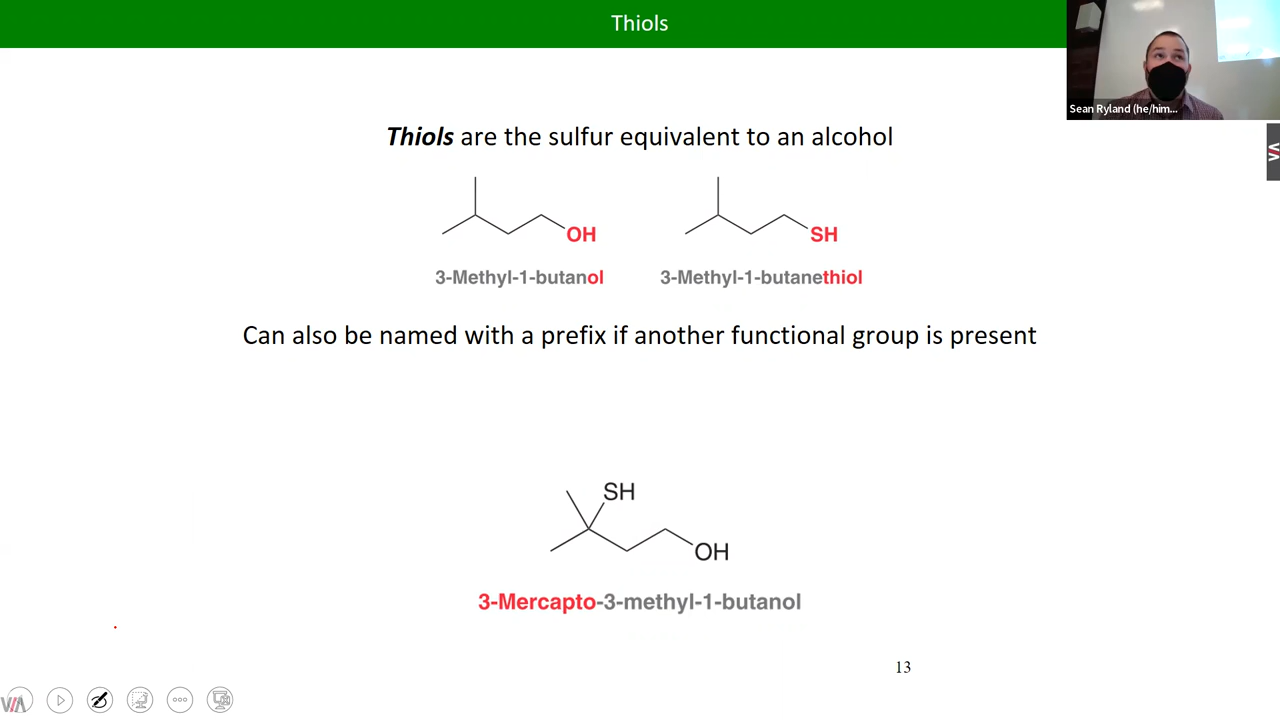 Thiols
Sean Ryland (he/him...
Thiols are the sulfur equivalent to an alcohol
OH
SH
3-Methyl-1-butanol
3-Methyl-1-butanethiol
Can also be named with a prefix if another functional group is present
SH
OH
3-Mercapto-3-methyl-1-butanol
13
VIA
VA